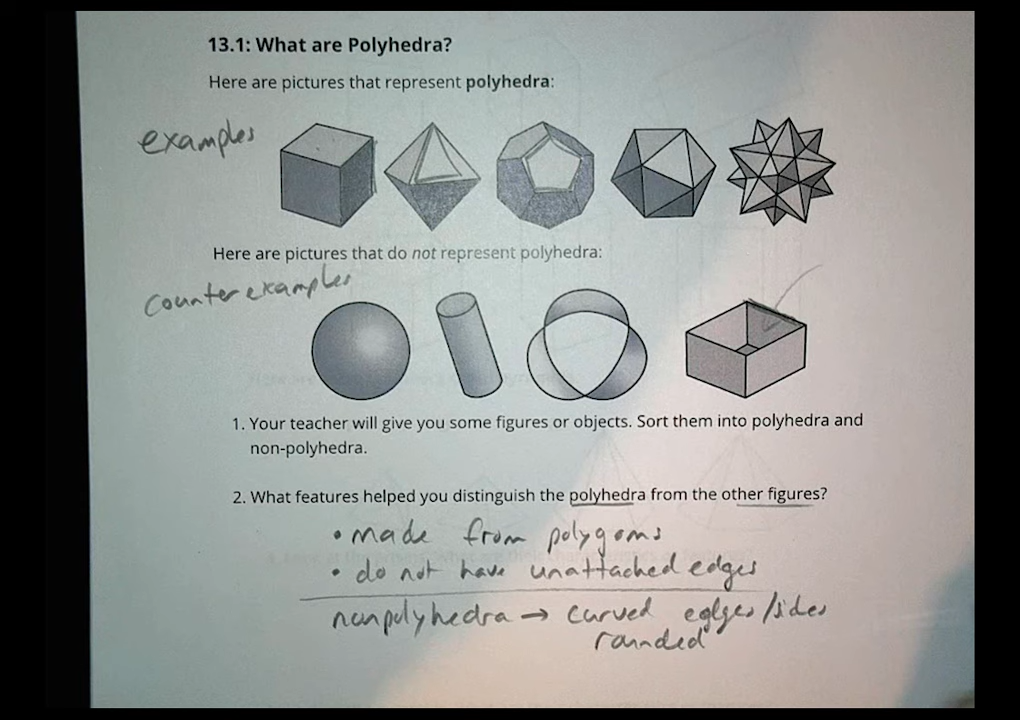 13.1: What are Polyhedra?
Here are pictures that represent polyhedra:
examples
Here are pictures that do not represent polyhedra:
counterexamples
1. Your teacher will give you some figures or objects. Sort them into polyhedra and
non-polyhedra.
2. What features helped you distinguish the polyhedra from the other figures?
• made from polygons
• do not have unattached edges
nonpolyhedra → curved edges/sides
rounded